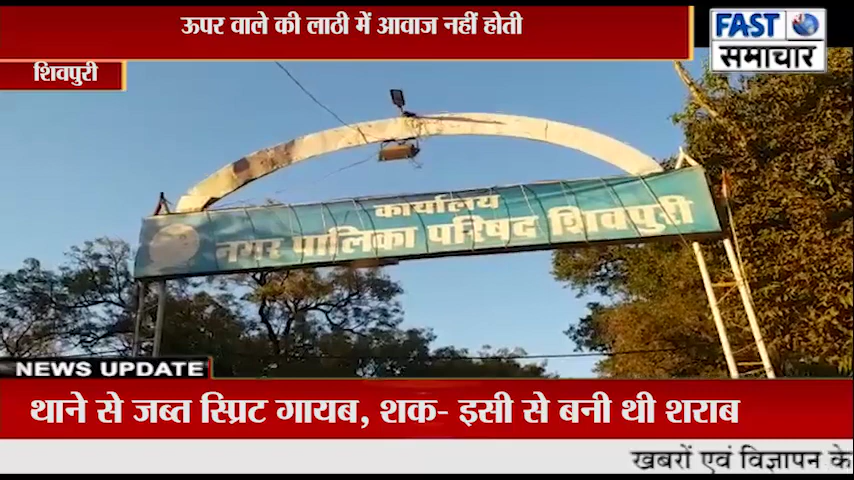 ऊपर वाले की लाठी में आवाज नहीं होती
FAST
समाचार
शिवपुरी
कार्यालय
नगर पालिका परिषद शिवपुरी
NEWS UPDATE
थाने से जब्त स्प्रिट गायब, शक- इसी से बनी थी शराब
खबरों एवं विज्ञापन के